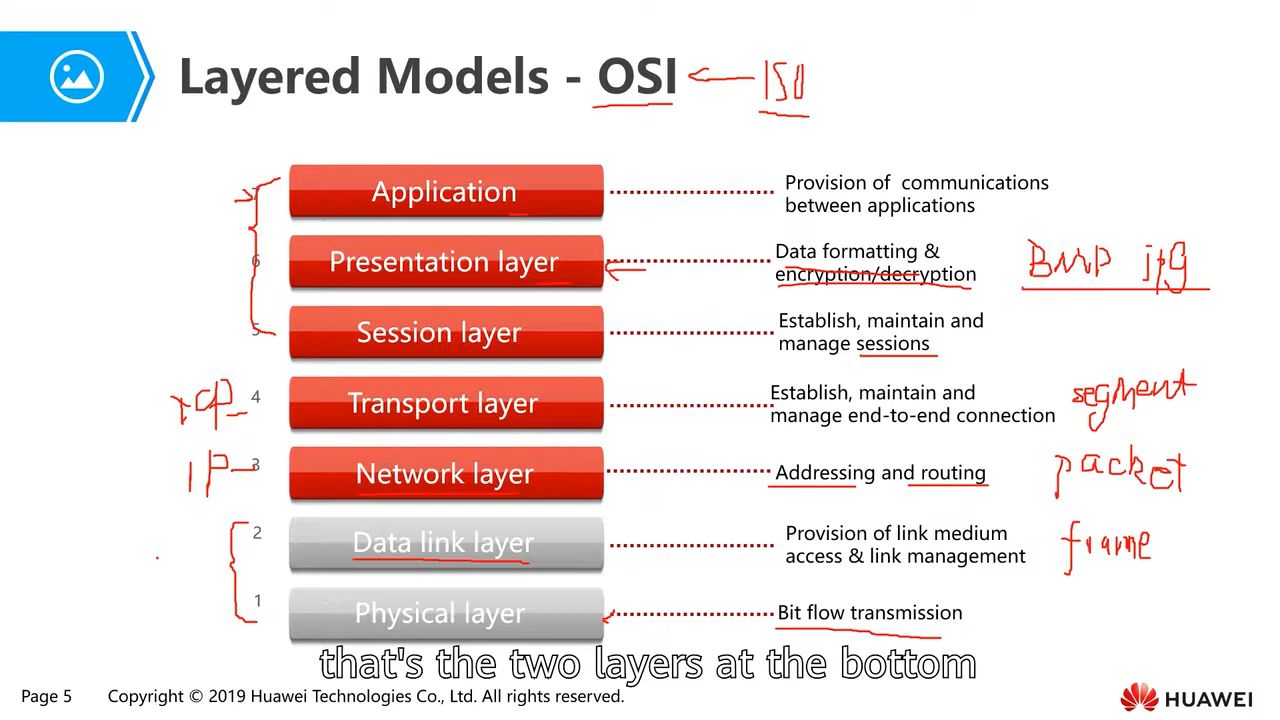 Layered Models - OSI
ISO
7
Application
Provision of communications
between applications
6
Presentation layer
Data formatting &
encryption/decryption
BMP jpg
5
Session layer
Establish, maintain and
manage sessions
TCP
4
Transport layer
Establish, maintain and
manage end-to-end connection
segment
IP
3
Network layer
Addressing and routing
packet
2
Data link layer
Provision of link medium
access & link management
frame
1
Physical layer
Bit flow transmission
that's the two layers at the bottom
Page 5
Copyright © 2019 Huawei Technologies Co., Ltd. All rights reserved.
HUAWEI